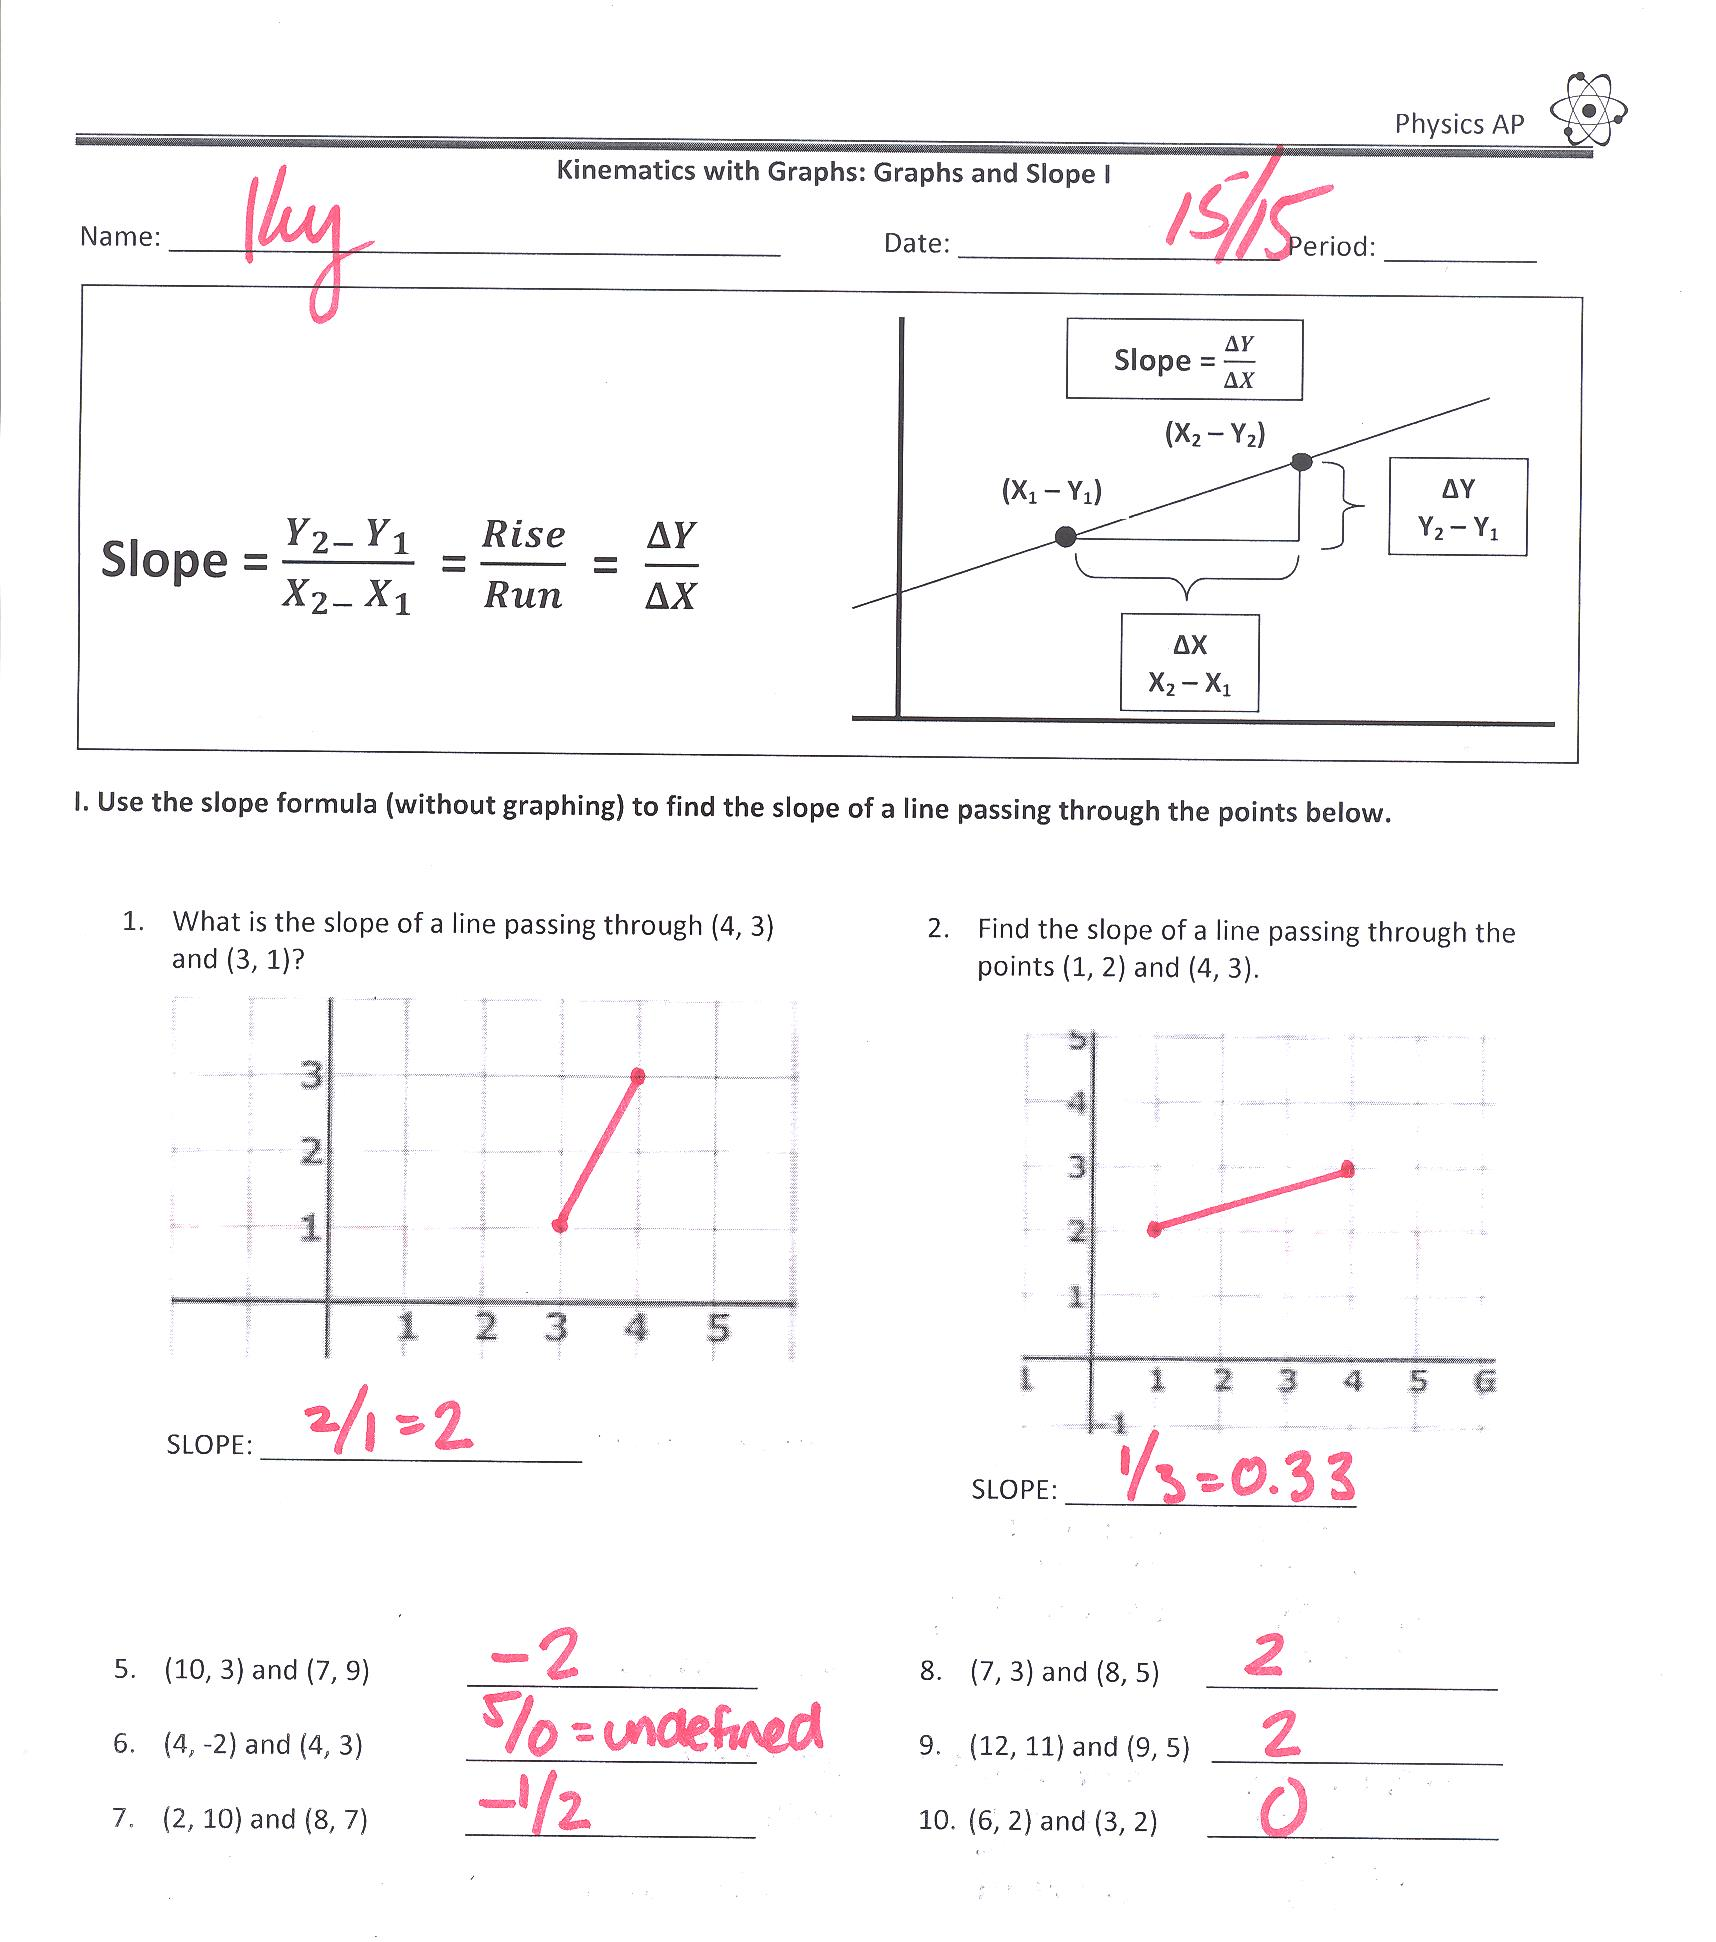 Physics AP
Kinematics with Graphs: Graphs and Slope I
Name: Key Date: 15/15 Period:
Slope = Y₂₋ Y₁ / X₂₋ X₁ = Rise / Run = ΔY / ΔX
Slope = ΔY / ΔX
(X₂ – Y₂)
(X₁ – Y₁)
ΔY
Y₂ – Y₁
ΔX
X₂ – X₁
I. Use the slope formula (without graphing) to find the slope of a line passing through the points below.
1. What is the slope of a line passing through (4, 3)
and (3, 1)?
3
2
1
1 2 3 4 5
SLOPE: 2/1 = 2
2. Find the slope of a line passing through the
points (1, 2) and (4, 3).
5
4
3
2
1
1 1 2 3 4 5 6
-1
SLOPE: 1/3 = 0.33
5. (10, 3) and (7, 9) -2
6. (4, -2) and (4, 3) 5/0 = undefined
7. (2, 10) and (8, 7) -1/2
8. (7, 3) and (8, 5) 2
9. (12, 11) and (9, 5) 2
10. (6, 2) and (3, 2) 0